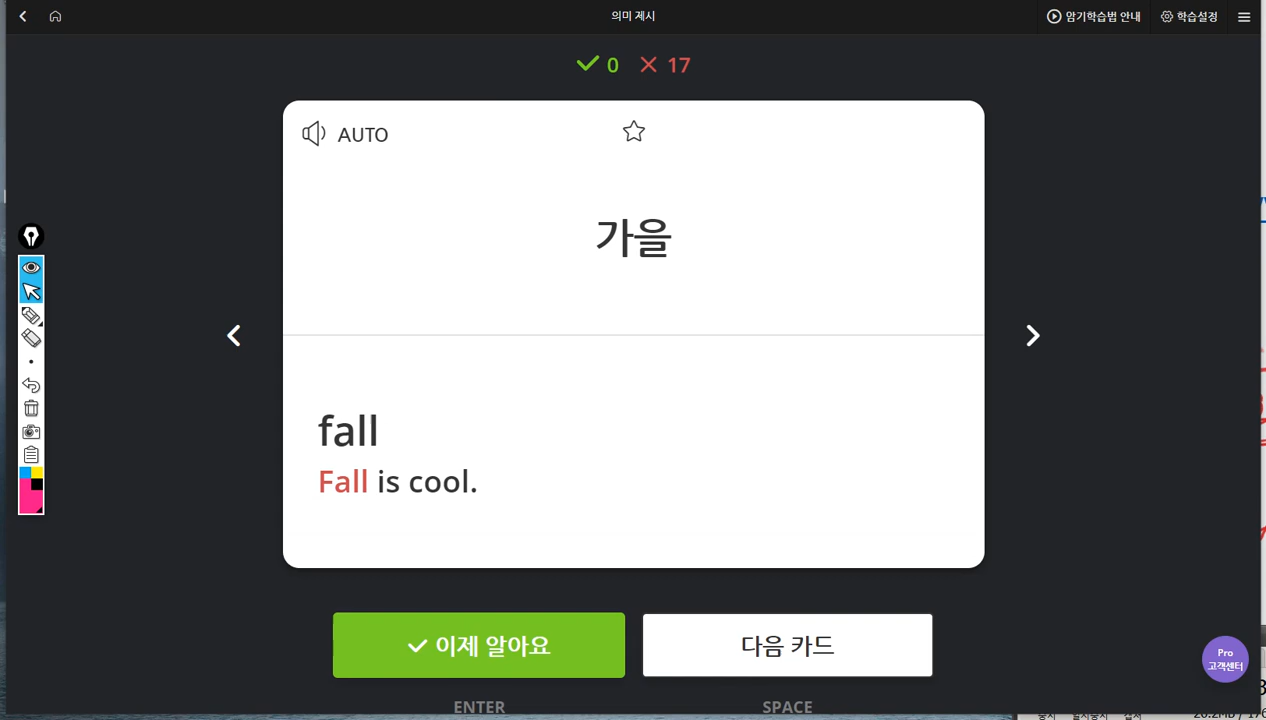 의미 제시
암기학습법 안내
학습설정
0
17
AUTO
가을
fall
Fall is cool.
이제 알아요
다음 카드
ENTER
SPACE
Pro
고객센터